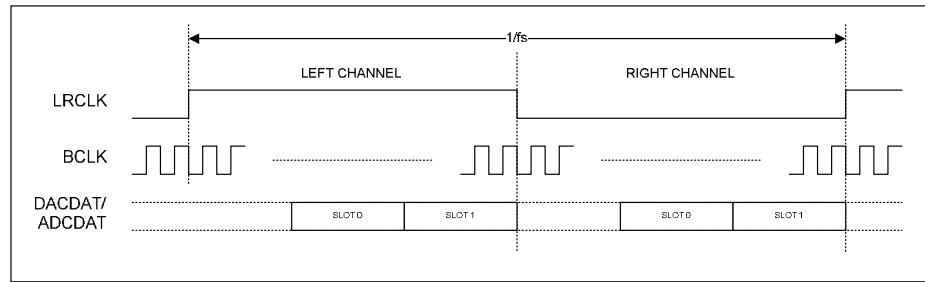 1/fs
LEFT CHANNEL RIGHT CHANNEL
LRCLK
BCLK
DACDAT/
ADCDAT
SLOT 0 SLOT 1 SLOT 0 SLOT 1